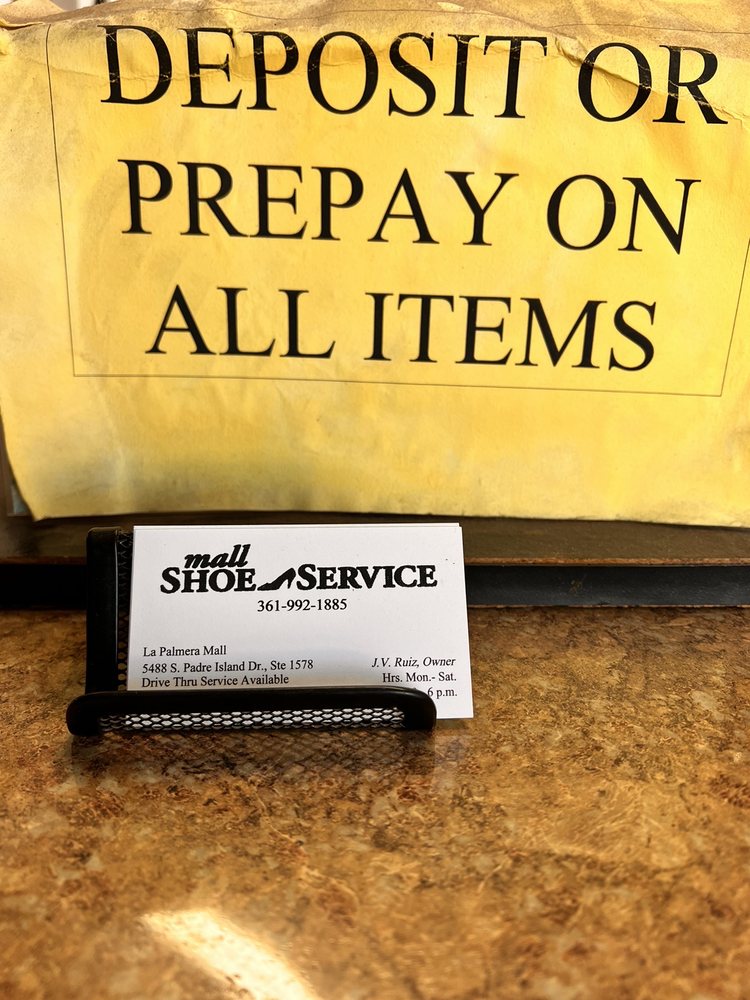 DEPOSIT OR
PREPAY ON
ALL ITEMS
mall
SHOE SERVICE
361-992-1885
La Palmera Mall
5488 S. Padre Island Dr., Ste 1578
Drive Thru Service Available
J.V. Ruiz, Owner
Hrs. Mon.- Sat.
6 p.m.